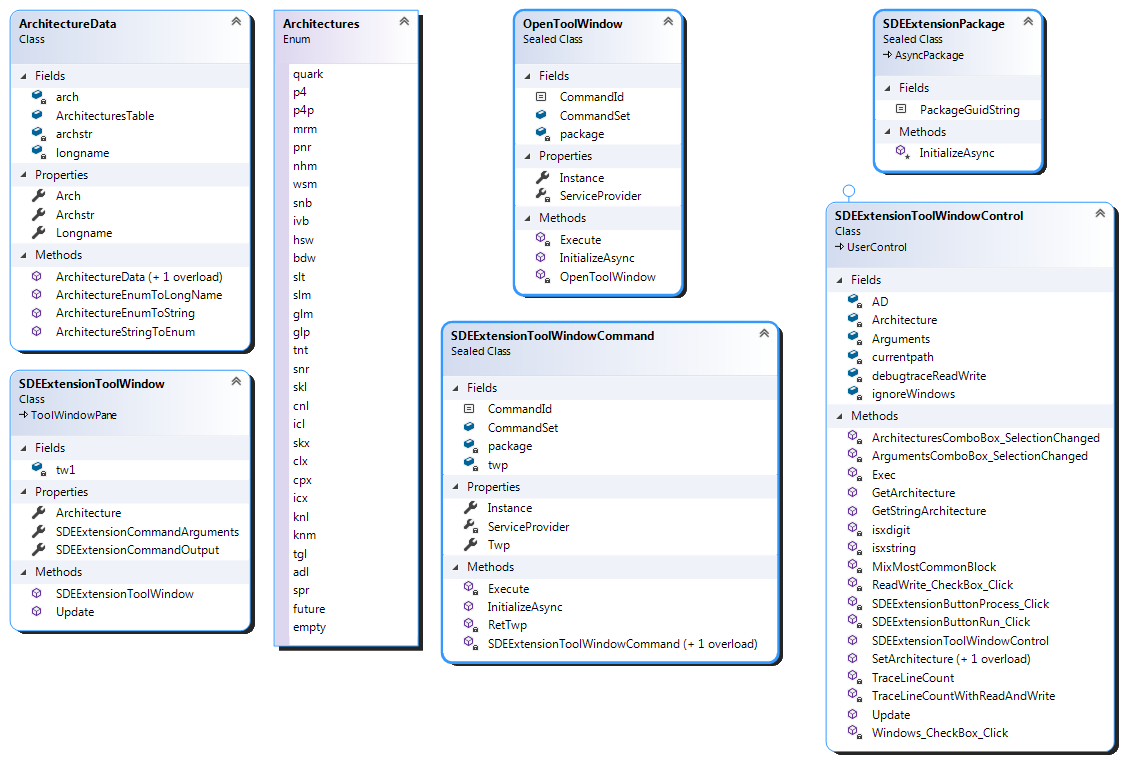 ArchitectureData
Class
Fields
arch
ArchitecturesTable
archstr
longname
Properties
Arch
Archstr
Longname
Methods
ArchitectureData (+ 1 overload)
ArchitectureEnumToLongName
ArchitectureEnumToString
ArchitectureStringToEnum
SDEExtensionToolWindow
Class
ToolWindowPane
Fields
tw1
Properties
Architecture
SDEExtensionCommandArguments
SDEExtensionCommandOutput
Methods
SDEExtensionToolWindow
Update
Architectures
Enum
quark
p4
p4p
mrm
pnr
nhm
wsm
snb
ivb
hsw
bdw
slt
slm
glm
glp
tnt
snr
skl
cnl
icl
skx
clx
cpx
icx
knl
knm
tgl
adl
spr
future
empty
OpenToolWindow
Sealed Class
Fields
CommandId
CommandSet
package
Properties
Instance
ServiceProvider
Methods
Execute
InitializeAsync
OpenToolWindow
SDEExtensionToolWindowCommand
Sealed Class
Fields
CommandId
CommandSet
package
twp
Properties
Instance
ServiceProvider
Twp
Methods
Execute
InitializeAsync
RetTwp
SDEExtensionToolWindowCommand (+ 1 overload)
SDEExtensionPackage
Sealed Class
AsyncPackage
Fields
PackageGuidString
Methods
InitializeAsync
SDEExtensionToolWindowControl
Class
UserControl
Fields
AD
Architecture
Arguments
currentpath
debugtraceReadWrite
ignoreWindows
Methods
ArchitecturesComboBox_SelectionChanged
ArgumentsComboBox_SelectionChanged
Exec
GetArchitecture
GetStringArchitecture
isxdigit
isxstring
MixMostCommonBlock
ReadWrite_CheckBox_Click
SDEExtensionButtonProcess_Click
SDEExtensionButtonRun_Click
SDEExtensionToolWindowControl
SetArchitecture (+ 1 overload)
TraceLineCount
TraceLineCountWithReadAndWrite
Update
Windows_CheckBox_Click